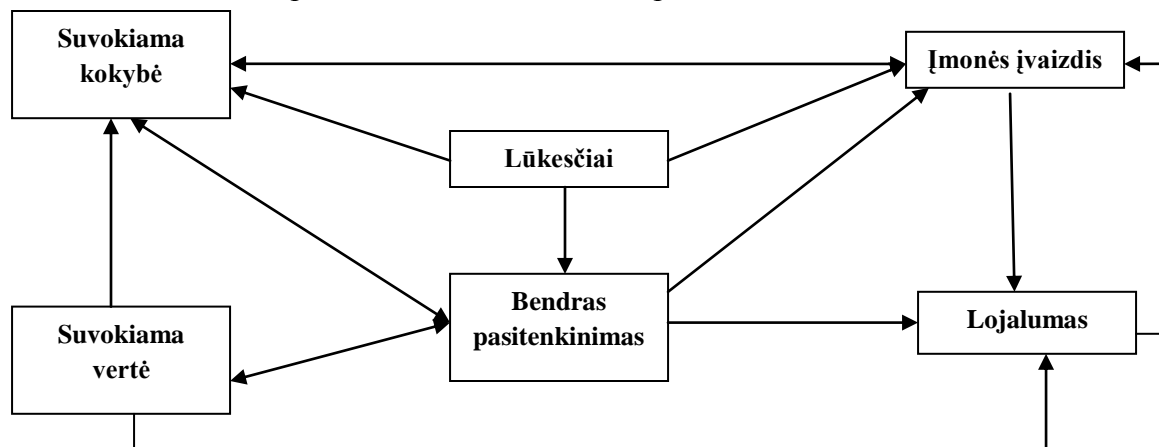 Suvokiama
kokybė
Įmonės įvaizdis
Lūkesčiai
Bendras
pasitenkinimas
Suvokiama
vertė
Lojalumas